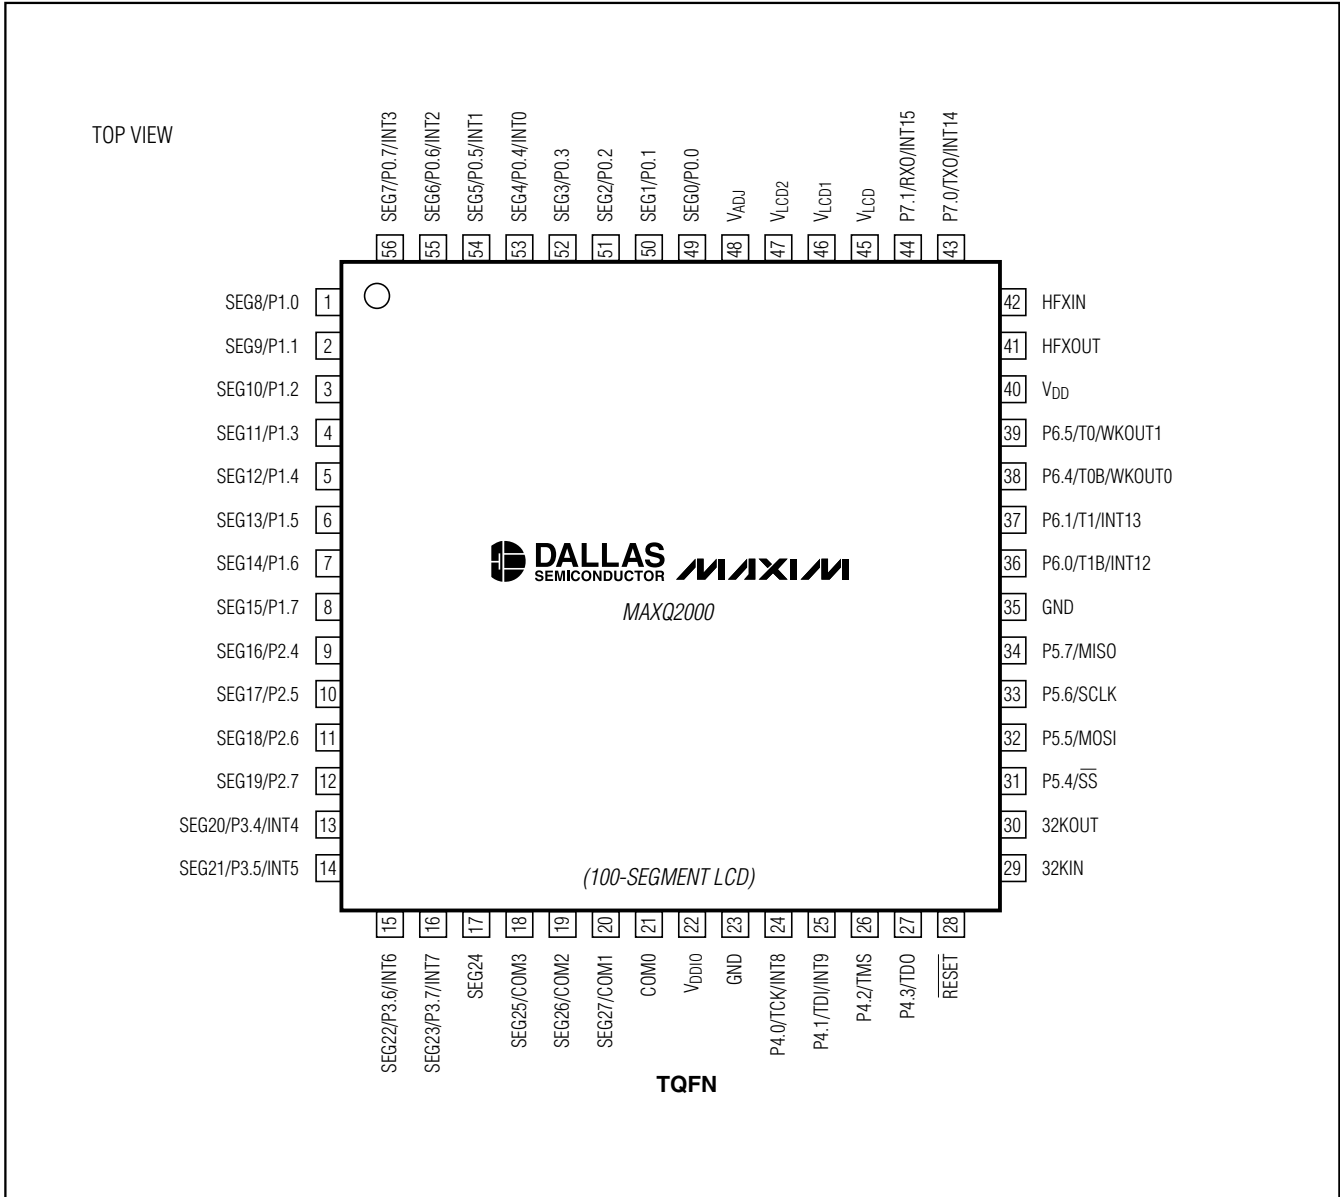 TOP VIEW
SEG7/P0.7/INT3
SEG6/P0.6/INT2
SEG5/P0.5/INT1
SEG4/P0.4/INT0
SEG3/P0.3
SEG2/P0.2
SEG1/P0.1
SEG0/P0.0
VADJ
VLCD2
VLCD1
VLCD
P7.1/RXO/INT15
P7.0/TXO/INT14
56 55 54 53 52 51 50 49 48 47 46 45 44 43
SEG8/P1.0 1
SEG9/P1.1 2
SEG10/P1.2 3
SEG11/P1.3 4
SEG12/P1.4 5
SEG13/P1.5 6
SEG14/P1.6 7
SEG15/P1.7 8
SEG16/P2.4 9
SEG17/P2.5 10
SEG18/P2.6 11
SEG19/P2.7 12
SEG20/P3.4/INT4 13
SEG21/P3.5/INT5 14
42 HFXIN
41 HFXOUT
40 VDD
39 P6.5/T0/WKOUT1
38 P6.4/T0B/WKOUT0
37 P6.1/T1/INT13
36 P6.0/T1B/INT12
35 GND
34 P5.7/MISO
33 P5.6/SCLK
32 P5.5/MOSI
31 P5.4/S̅S̅
30 32KOUT
29 32KIN
DALLAS
SEMICONDUCTOR
MAXIM
MAXQ2000
(100-SEGMENT LCD)
15 16 17 18 19 20 21 22 23 24 25 26 27 28
SEG22/P3.6/INT6
SEG23/P3.7/INT7
SEG24
SEG25/COM3
SEG26/COM2
SEG27/COM1
COM0
VDDIO
GND
P4.0/TCK/INT8
P4.1/TDI/INT9
P4.2/TMS
P4.3/TDO
R̅E̅S̅E̅T̅
TQFN